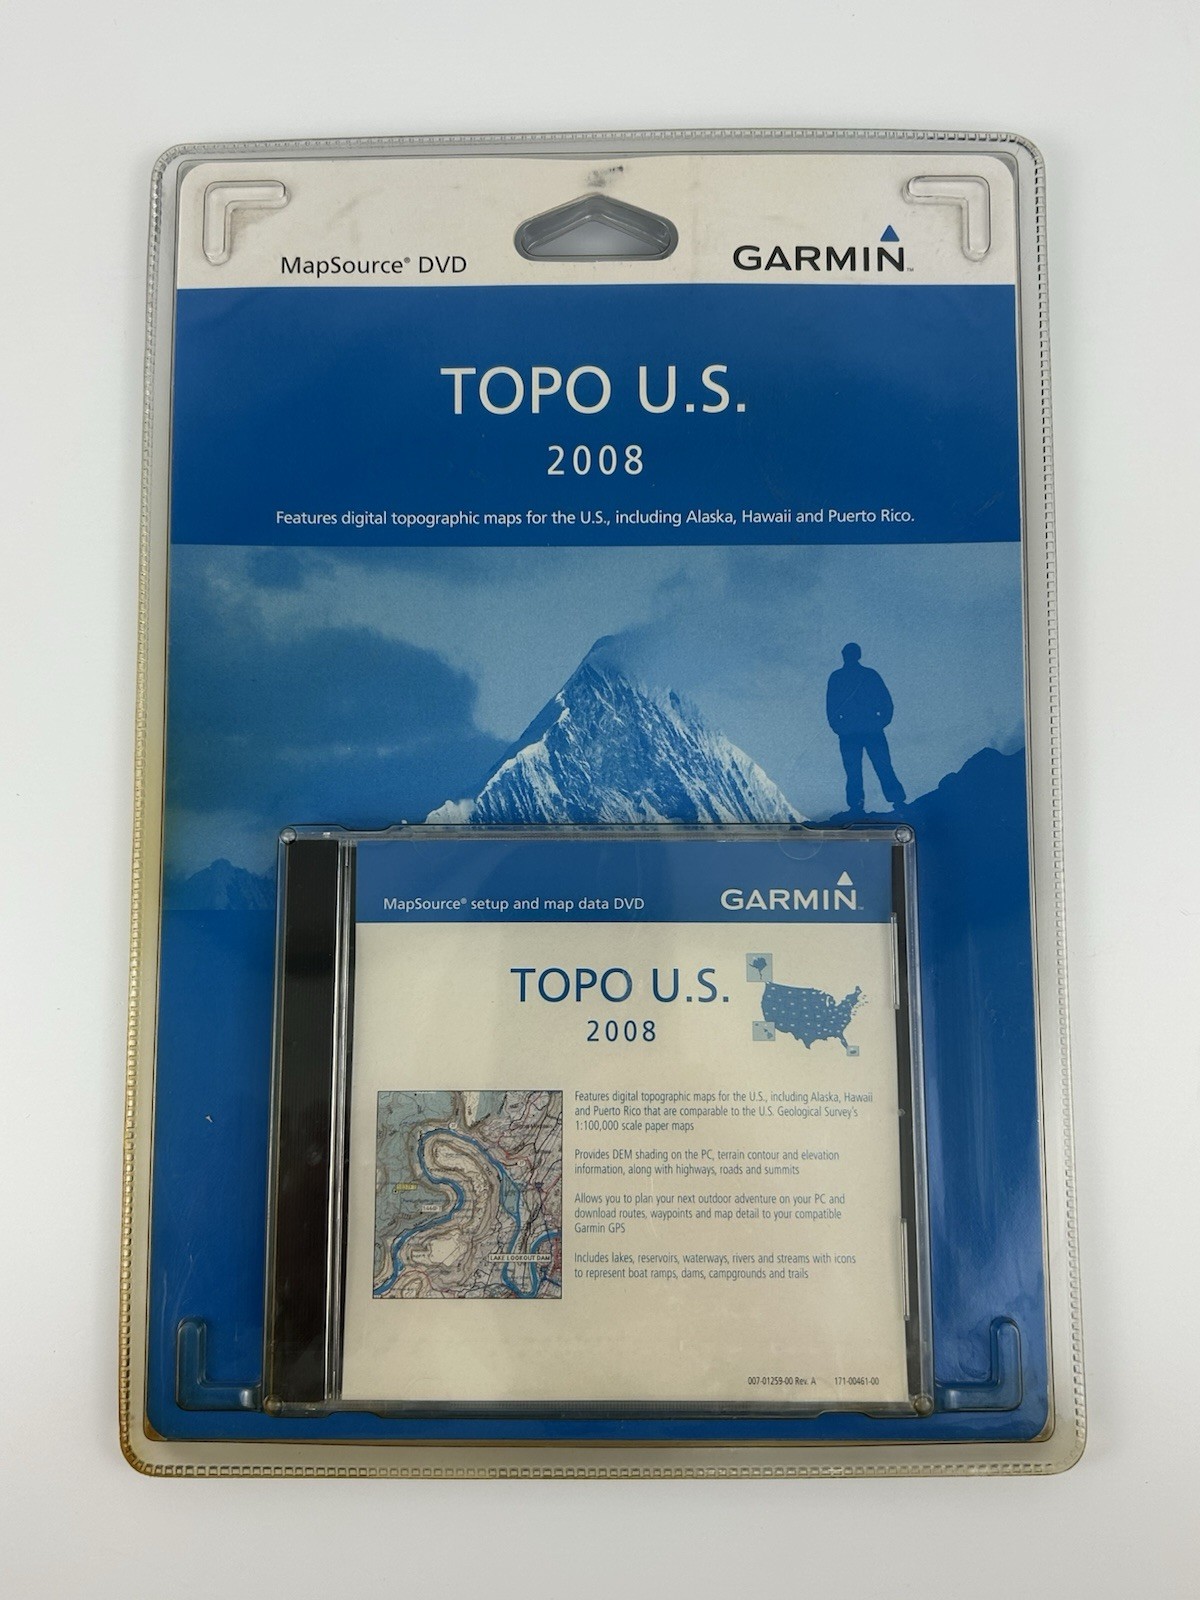 MapSource® DVD
GARMIN™
TOPO U.S.
2008
Features digital topographic maps for the U.S., including Alaska, Hawaii and Puerto Rico.
MapSource® setup and map data DVD
GARMIN™
TOPO U.S.
2008
Features digital topographic maps for the U.S., including Alaska, Hawaii
and Puerto Rico that are comparable to the U.S. Geological Survey's
1:100,000 scale paper maps
Provides DEM shading on the PC, terrain contour and elevation
information, along with highways, roads and summits
Allows you to plan your next outdoor adventure on your PC and
download routes, waypoints and map detail to your compatible
Garmin GPS
Includes lakes, reservoirs, waterways, rivers and streams with icons
to represent boat ramps, dams, campgrounds and trails
LAKE LOOKOUT DAM
007-01259-00 Rev. A 171-00461-00